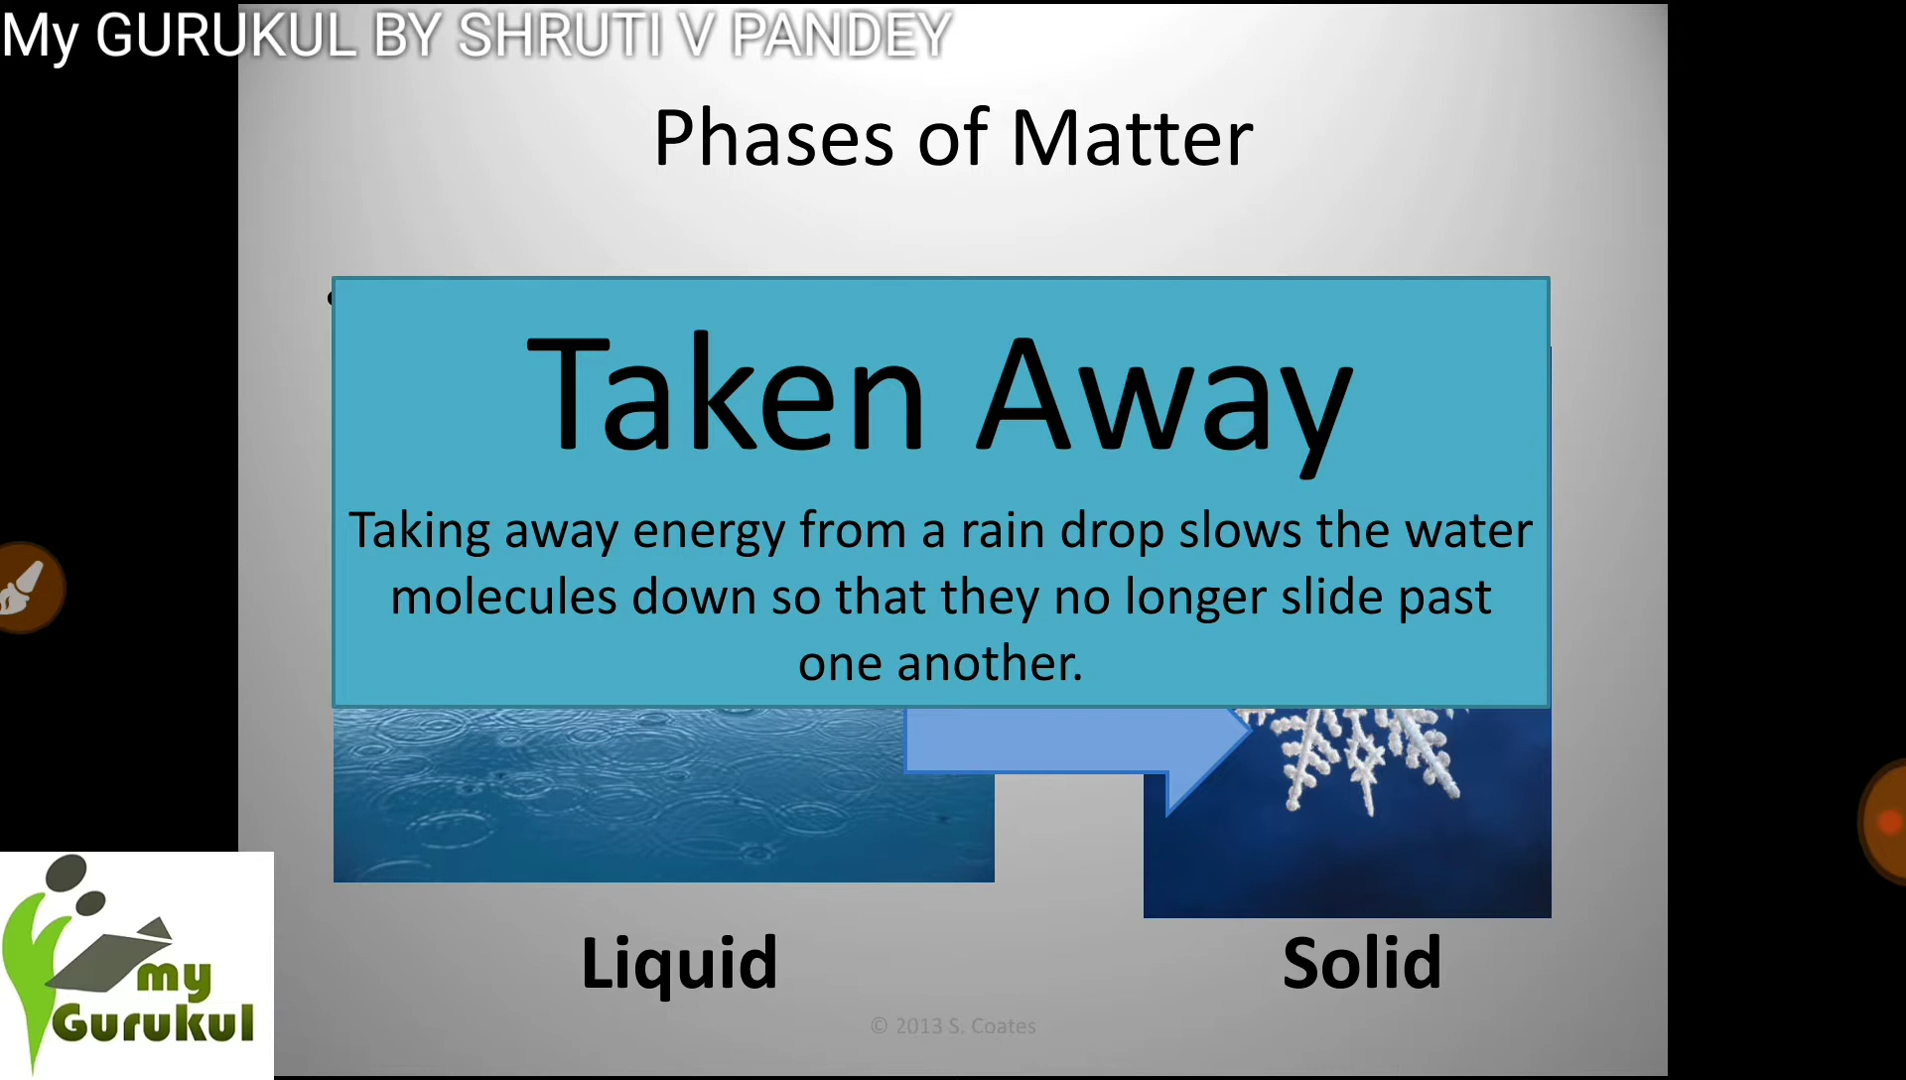 My GURUKUL BY SHRUTI V PANDEY
Phases of Matter
Taken Away
Taking away energy from a rain drop slows the water
molecules down so that they no longer slide past
one another.
Liquid
Solid
© 2013 S. Coates
my
Gurukul